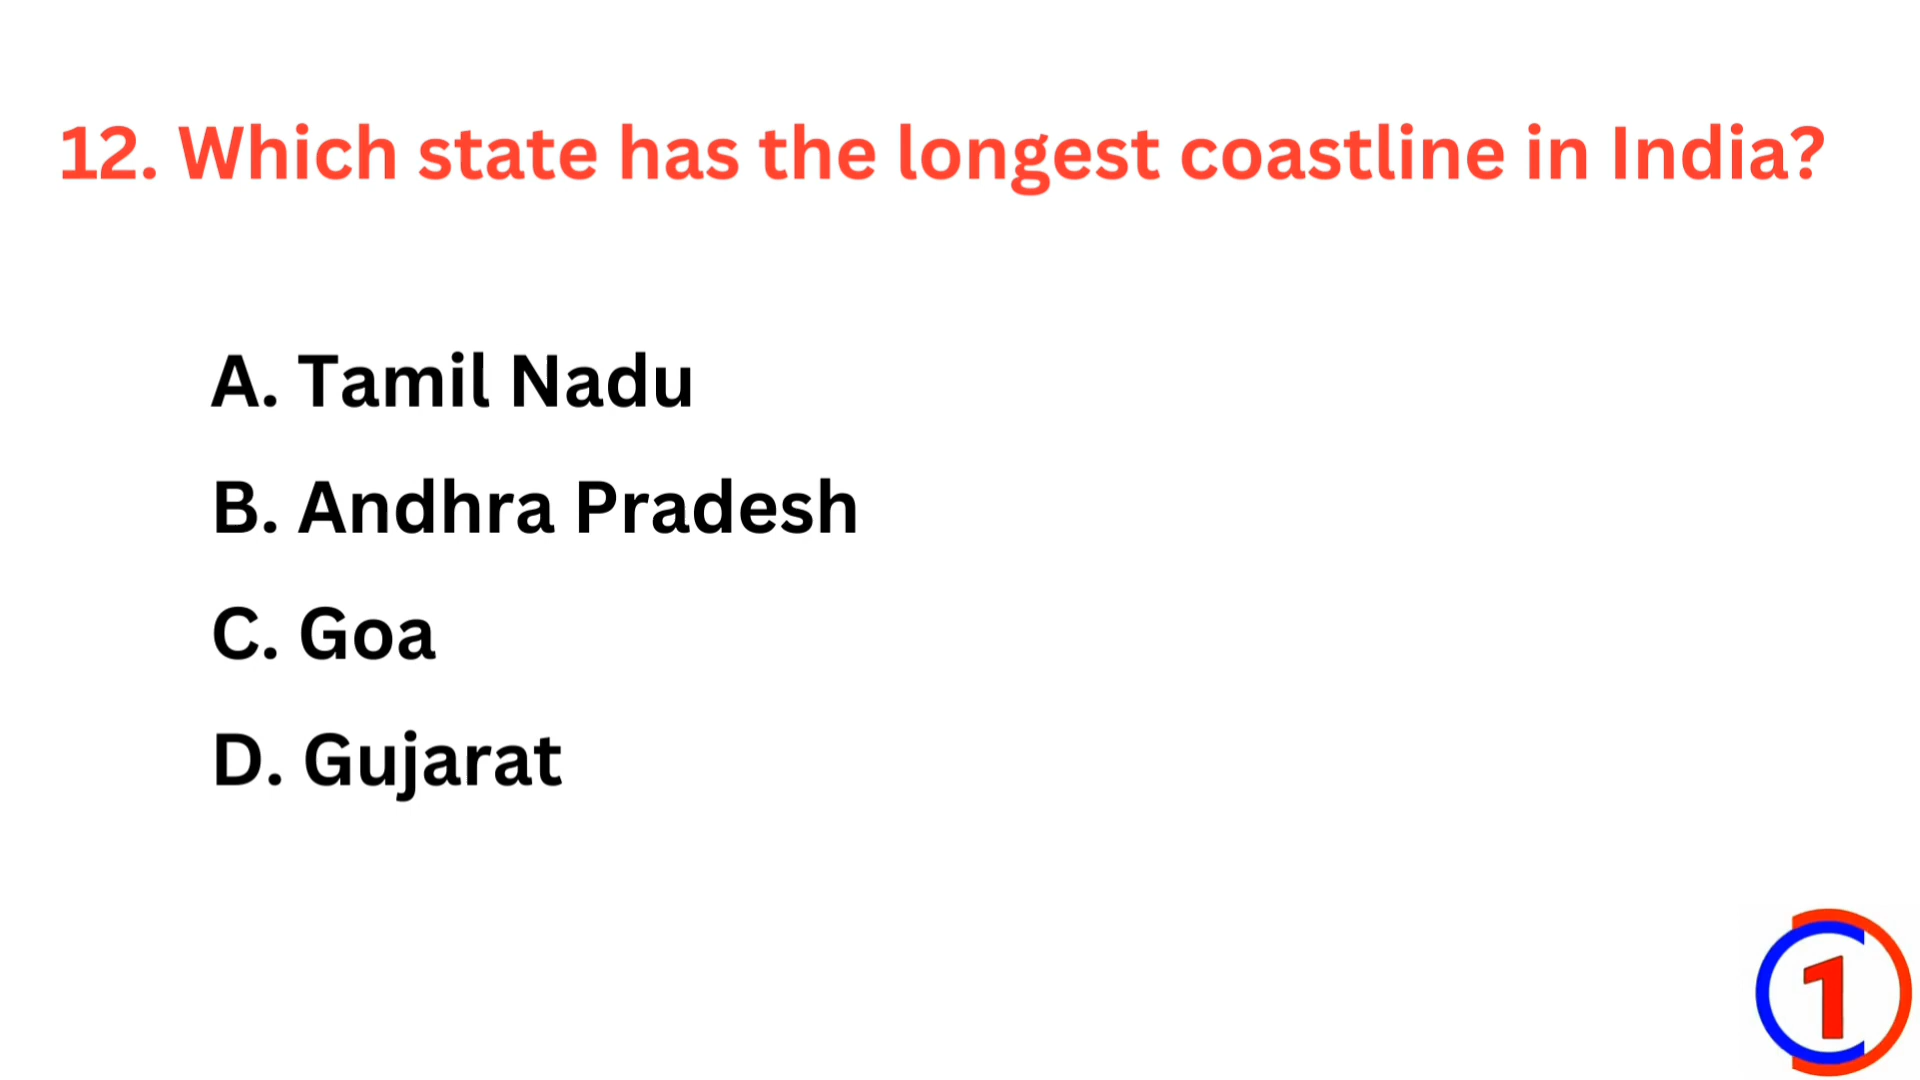 12. Which state has the longest coastline in India?
A. Tamil Nadu
B. Andhra Pradesh
C. Goa
D. Gujarat
1